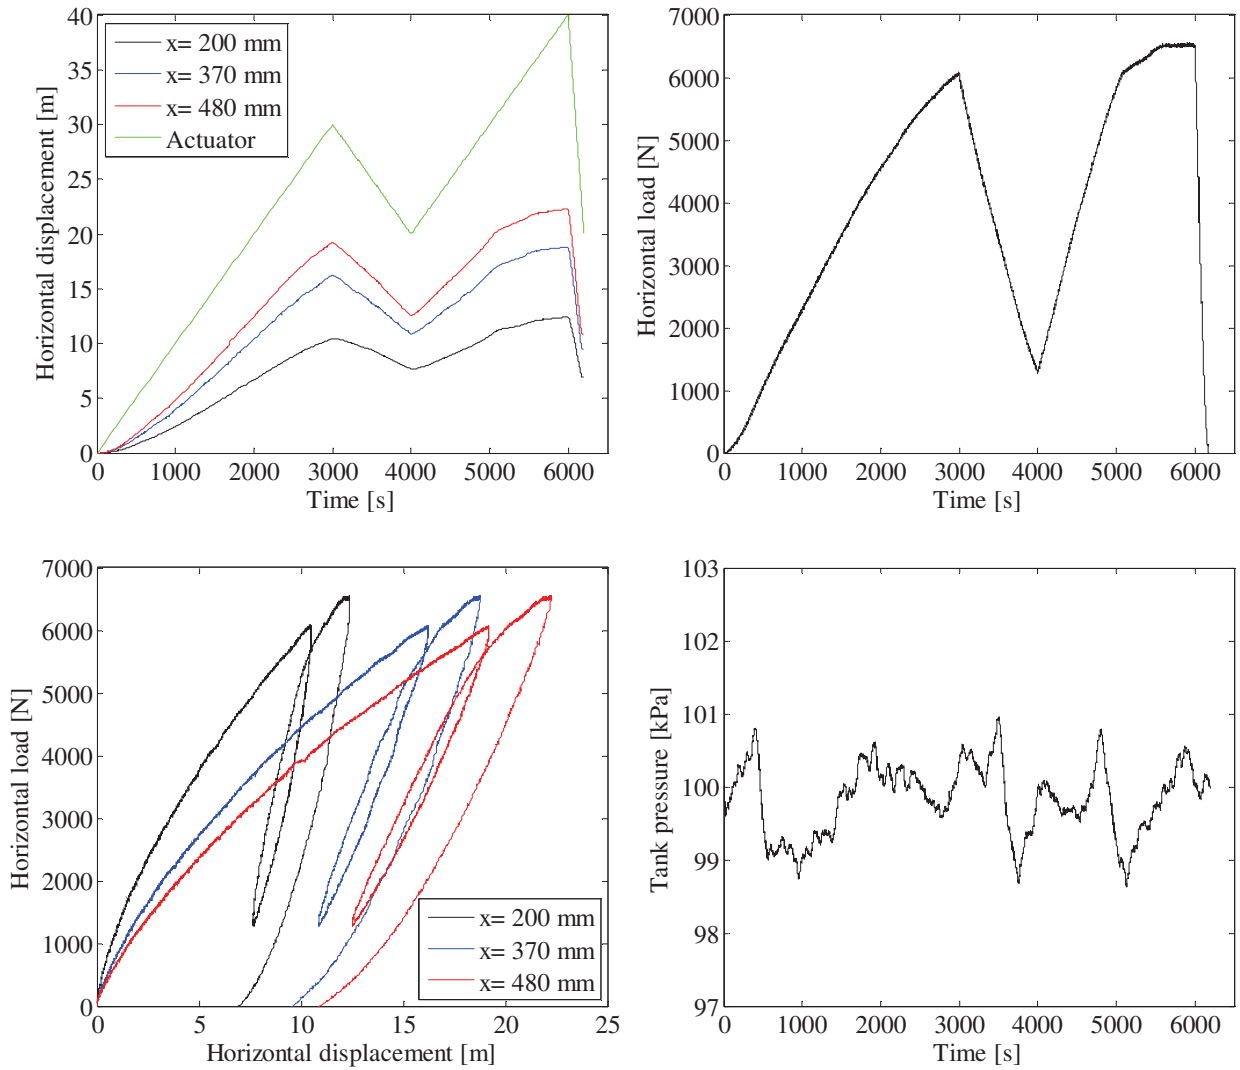 40
35
30
25
20
15
10
5
0
Horizontal displacement [m]
x= 200 mm
x= 370 mm
x= 480 mm
Actuator
0 1000 2000 3000 4000 5000 6000
Time [s]
7000
6000
5000
4000
3000
2000
1000
0
Horizontal load [N]
0 1000 2000 3000 4000 5000 6000
Time [s]
7000
6000
5000
4000
3000
2000
1000
0
Horizontal load [N]
x= 200 mm
x= 370 mm
x= 480 mm
0 5 10 15 20 25
Horizontal displacement [m]
103
102
101
100
99
98
97
Tank pressure [kPa]
0 1000 2000 3000 4000 5000 6000
Time [s]